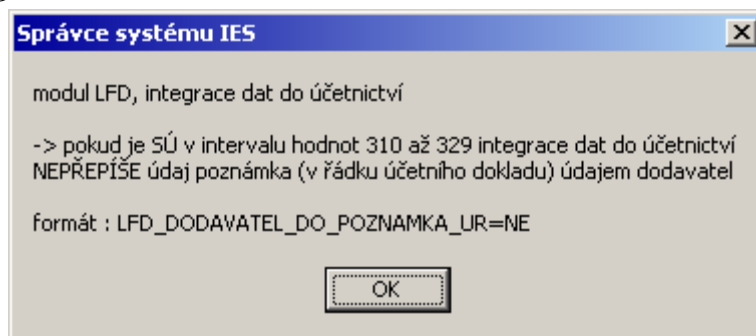 Správce systému IES
modul LFD, integrace dat do účetnictví
-> pokud je SÚ v intervalu hodnot 310 až 329 integrace dat do účetnictví
NEPŘEPÍŠE údaj poznámka (v řádku účetního dokladu) údajem dodavatel
formát : LFD_DODAVATEL_DO_POZNAMKA_UR=NE
OK